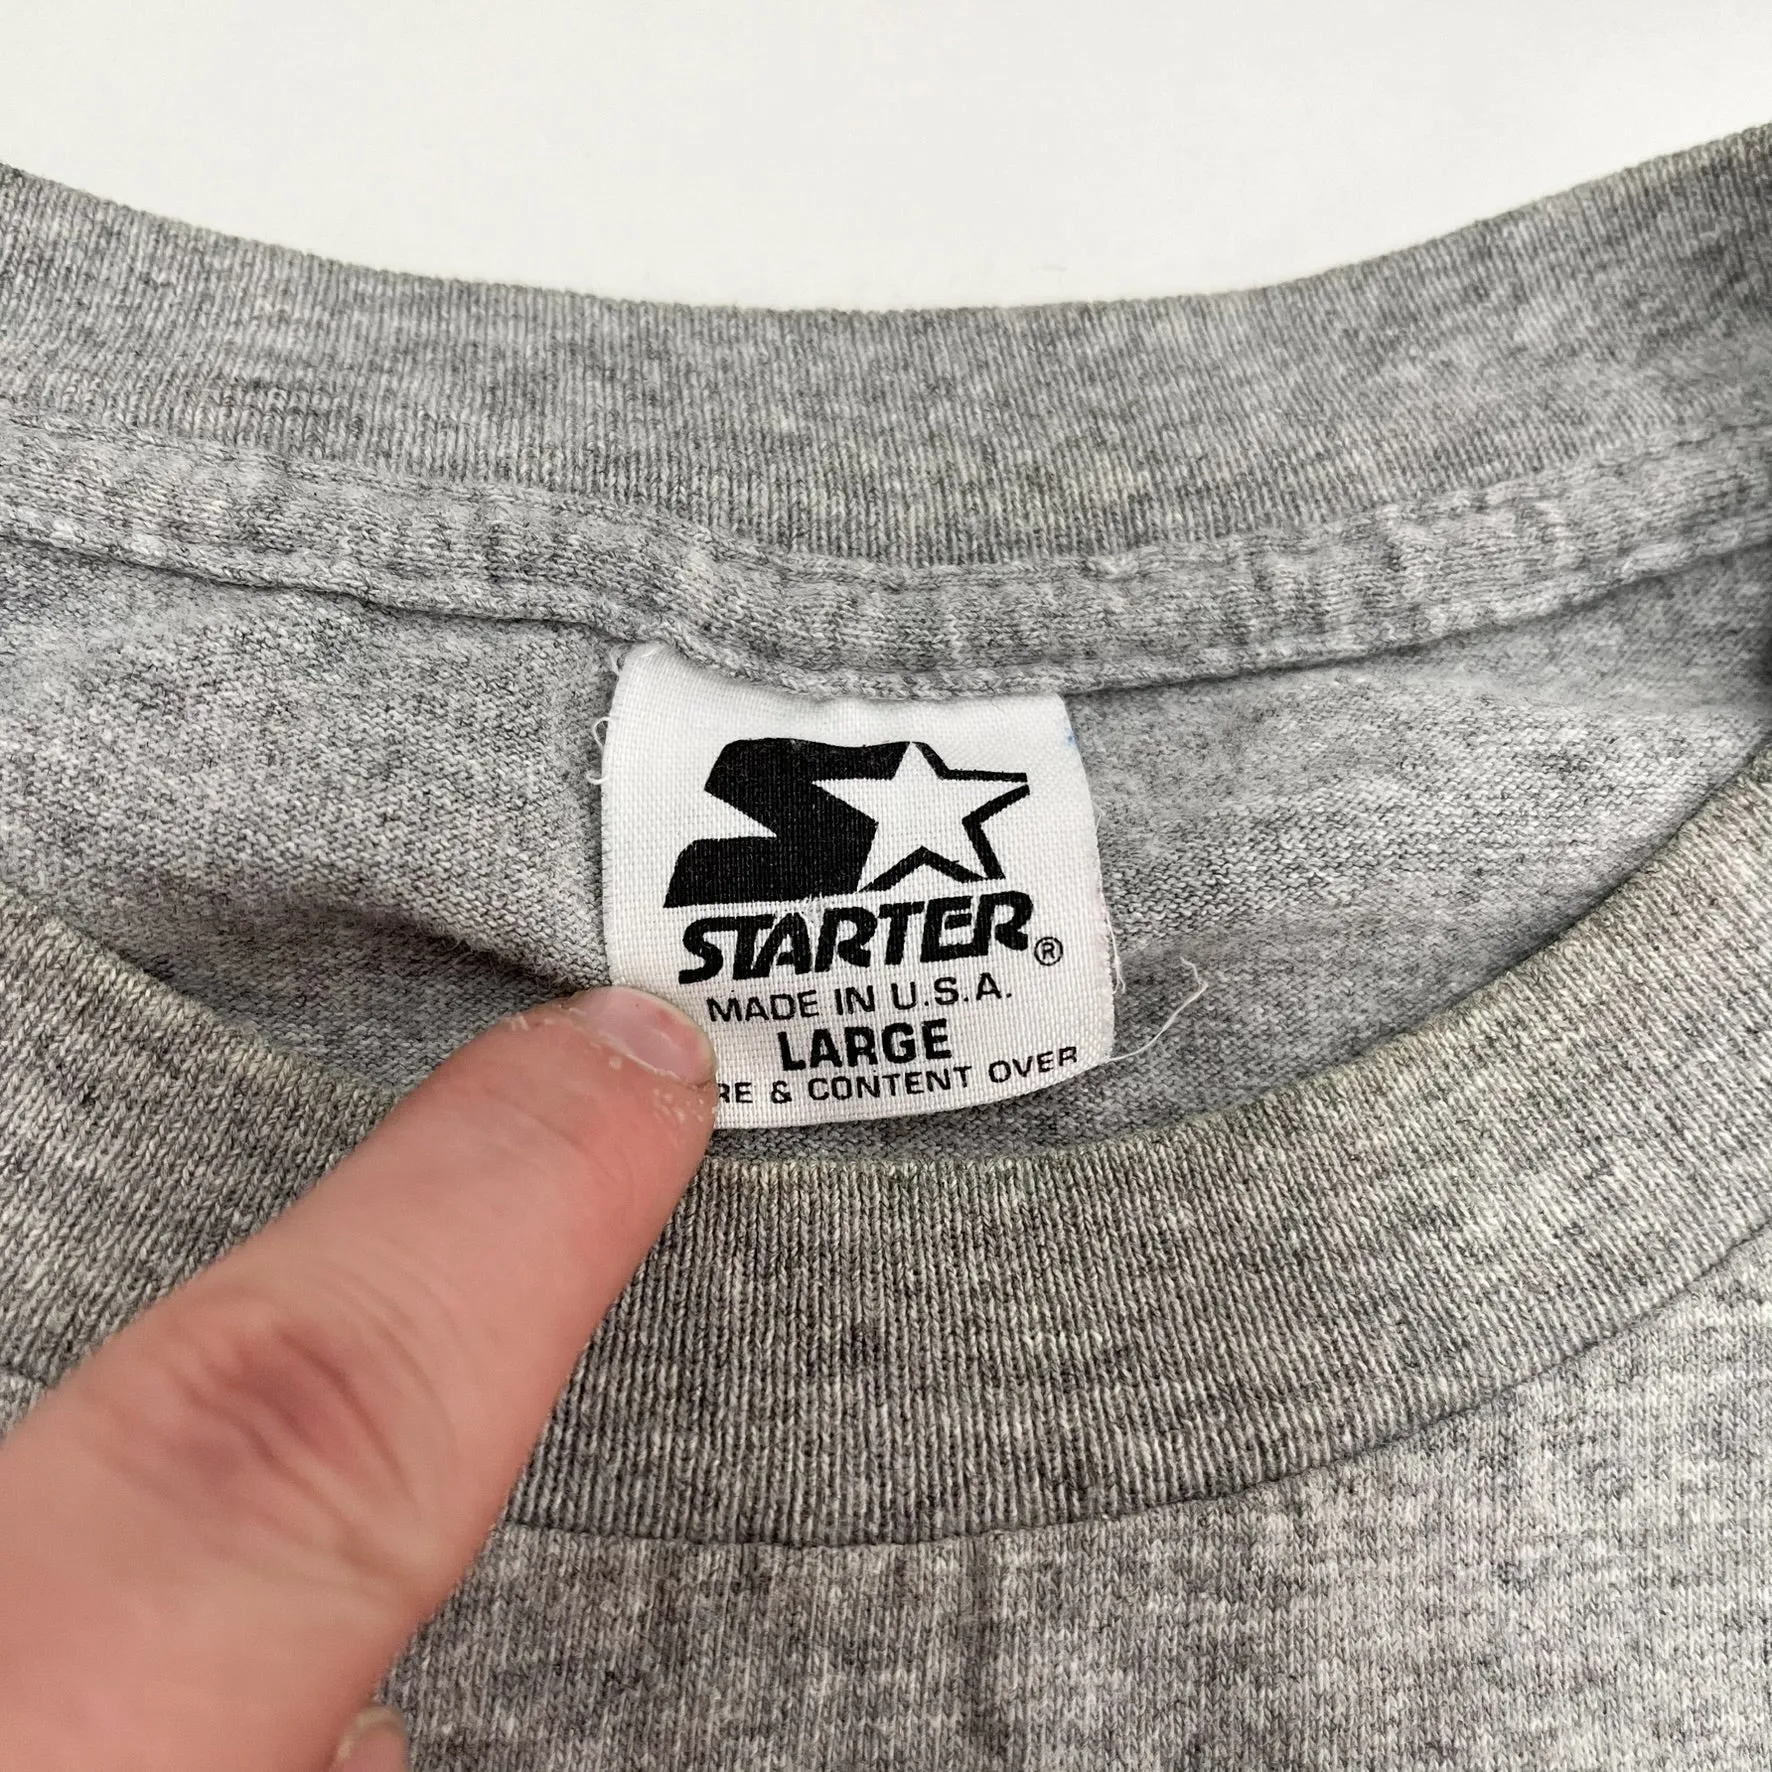 STARTER®
MADE IN U.S.A.
LARGE
RE & CONTENT OVER